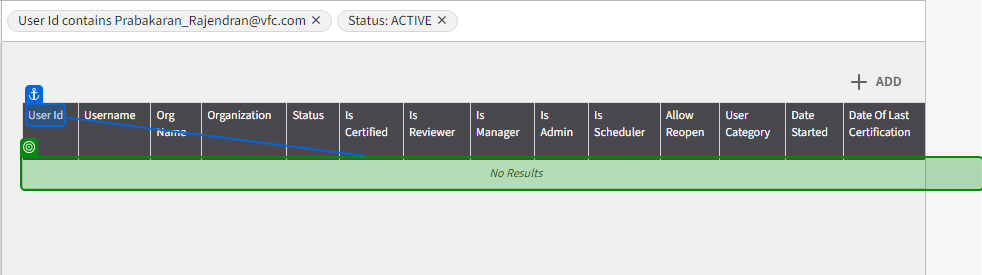 User Id contains Prabakaran_Rajendran@vfc.com ✕ Status: ACTIVE ✕
+ ADD
User Id Username Org Name Organization Status Is Certified Is Reviewer Is Manager Is Admin Is Scheduler Allow Reopen User Category Date Started Date Of Last Certification
No Results